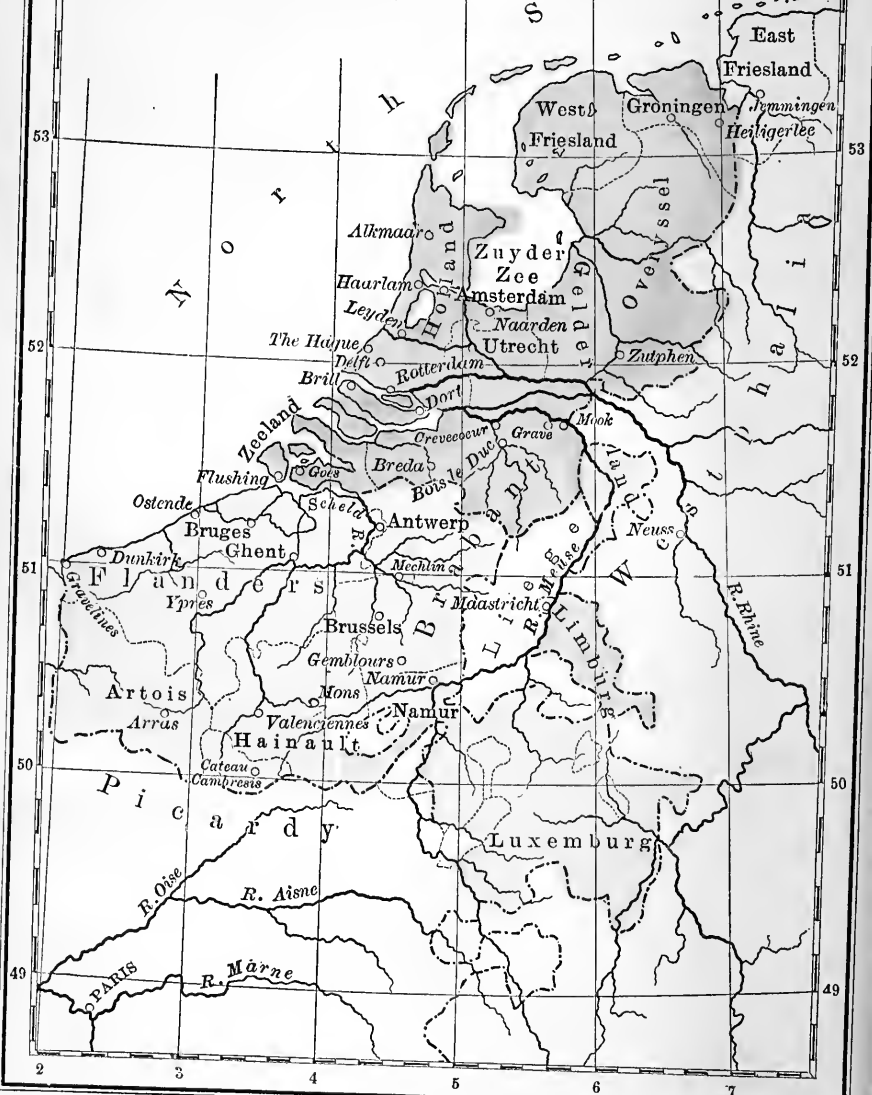 S
East
Friesland
West
Friesland
Groningen
Jemmingen
Heiligerlee
53
53
North
Overyssel
Westphalia
Alkmaar
Holland
Zuyder
Zee
Gelder
land
Haarlam
Amsterdam
Naarden
Leyden
Utrecht
The Hague
52
52
Delft
Rotterdam
Zutphen
Brill
Dort
Zeeland
Creveeoeur
Grave
Mook
Breda
Bois le Duc
Flushing
Goes
Ostende
Scheld R.
Antwerp
Brabant
Neuss
Bruges
Ghent
51
51
Dunkirk
Flanders
Mechlin
Gravelines
Ypres
Maastricht
Liege
R. Meuse
R. Rhine
Brussels
Limburg
Gemblours
Namur
Artois
Mons
Arras
Valenciennes
Namur
Hainault
50
50
Cateau
Cambresis
Picardy
Luxemburg
R. Oise
R. Aisne
49
49
PARIS
R. Marne
2
3
4
5
6
7